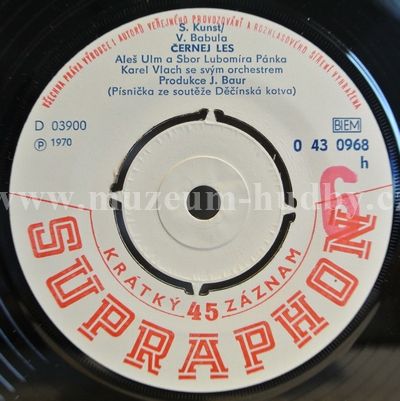 VŠECHNA PRÁVA VÝROBCE I AUTORŮ VEŘEJNÉHO PROVOZOVÁNÍ A ROZHLASOVÉHO ŠÍŘENÍ VYHRAŽENA
S. Kunst/
V. Babula
ČERNEJ LES
Aleš Ulm a Sbor Lubomíra Pánka
Karel Vlach se svým orchestrem
Produkce J. Baur
(Písnička ze soutěže Děčínská kotva)
D 03900
Ⓟ 1970
BIEM
0 43 0968
h
G
www.muzeum-hudby.cz
KRÁTKÝ 45 ZÁZNAM
SUPRAPHON